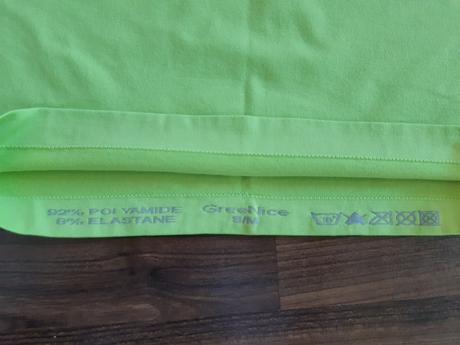 92% POLYAMIDE
8% ELASTANE
GreeNice
S/M